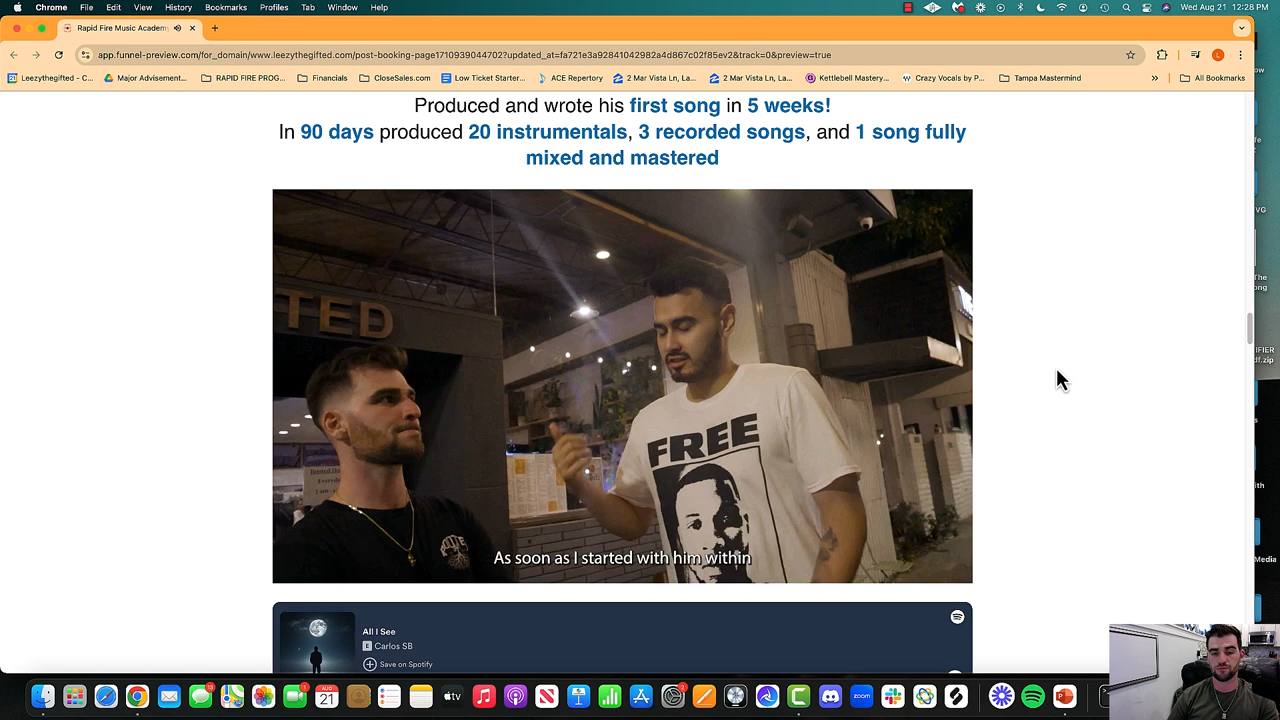 Chrome File Edit View History Bookmarks Profiles Tab Window Help
Wed Aug 21 12:28 PM
Rapid Fire Music Academy
app.funnel-preview.com/for_domain/www.leezythegifted.com/post-booking-page1710939044702?updated_at=fa721e3a92841042982a4d867c02f85ev2&track=0&preview=true
Leezythegifted - C... Major Advisement... RAPID FIRE PROG... Financials CloseSales.com Low Ticket Starter... ACE Repertory 2 Mar Vista Ln, La... 2 Mar Vista Ln, La... Kettlebell Mastery... Crazy Vocals by P... Tampa Mastermind » All Bookmarks
Produced and wrote his first song in 5 weeks!
In 90 days produced 20 instrumentals, 3 recorded songs, and 1 song fully
mixed and mastered
TED
FREE
As soon as I started with him within
All I See
E Carlos SB
Save on Spotify
AUG
21
tv
zoom